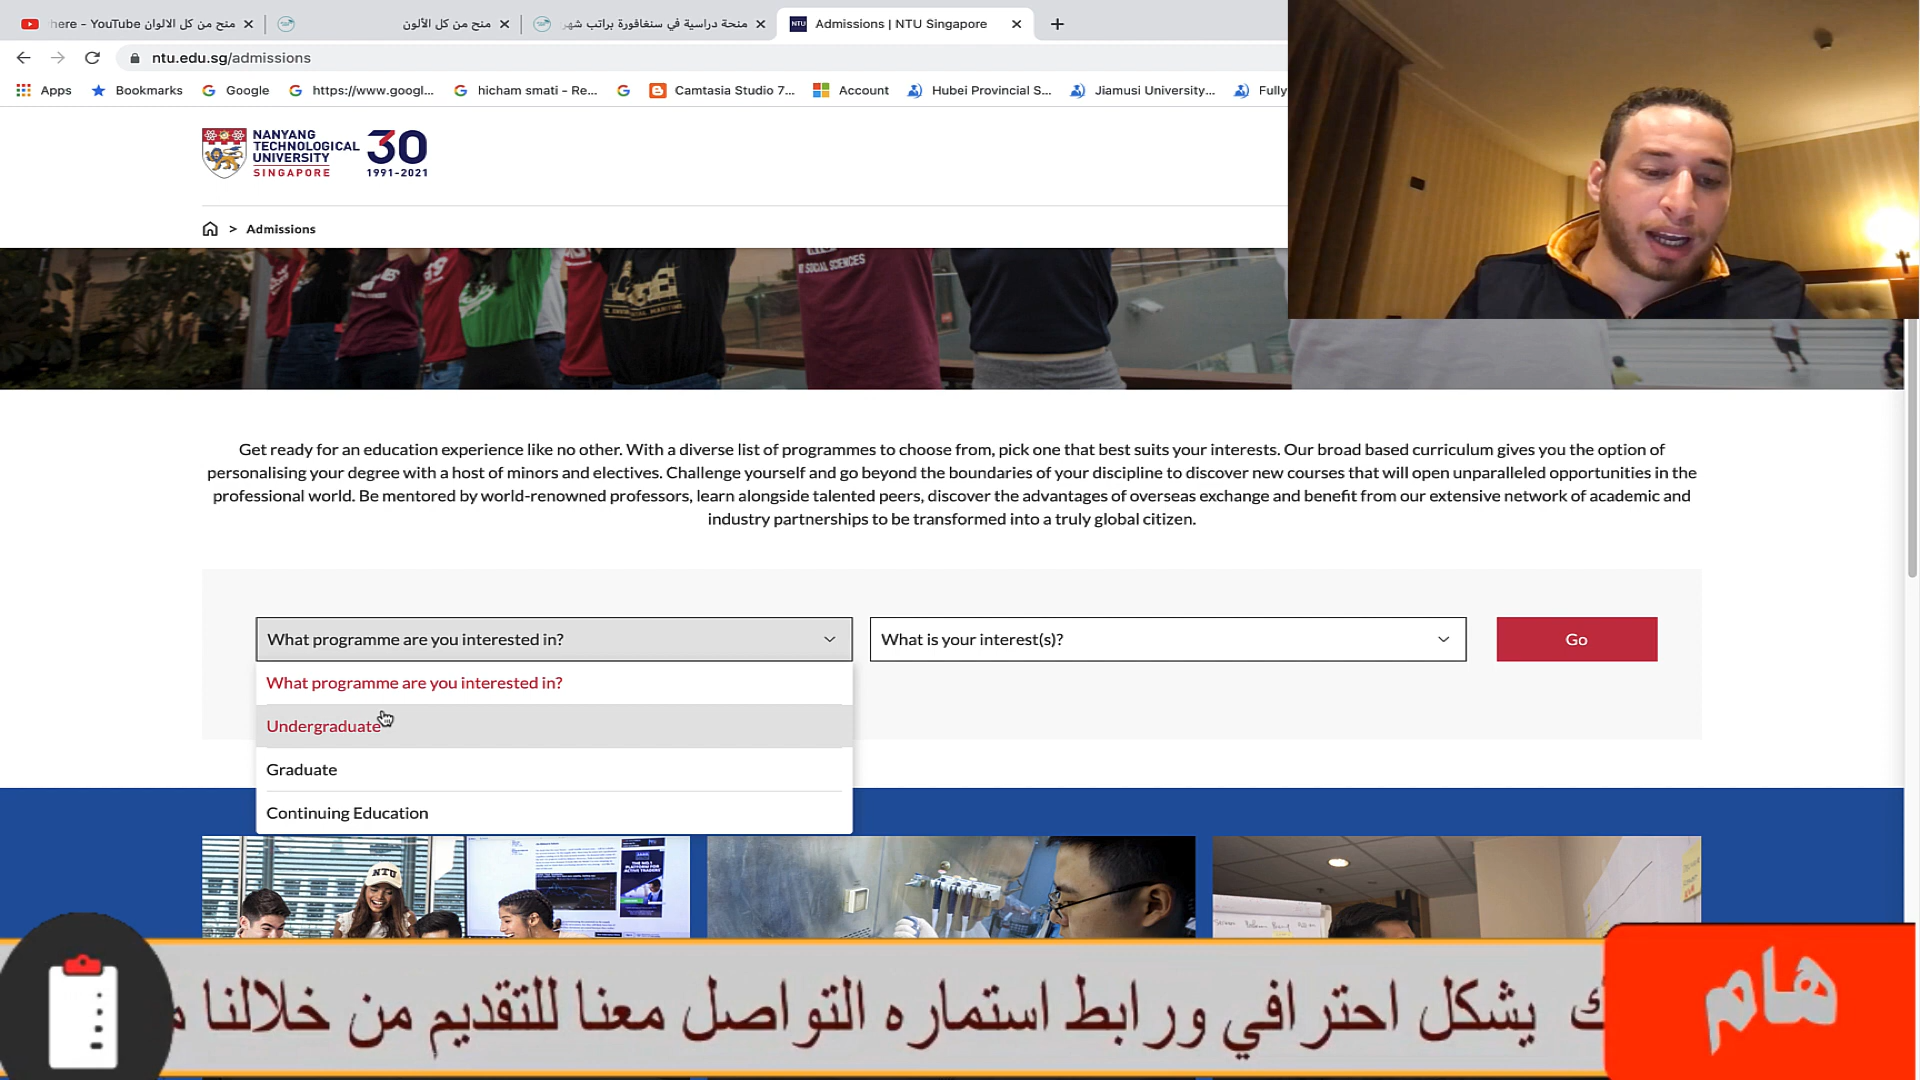 here - YouTube منح من كل الالوان
منح من كل الألون
منحة دراسية في سنغافورة براتب شهر
NTU
Admissions | NTU Singapore
ntu.edu.sg/admissions
Apps
Bookmarks
Google
https://www.googl...
hicham smati - Re...
Camtasia Studio 7...
Account
Hubei Provincial S...
Jiamusi University...
Fully
NANYANG
TECHNOLOGICAL
UNIVERSITY
SINGAPORE
30
1991-2021
> Admissions
SOCIAL SCIENCES
Get ready for an education experience like no other. With a diverse list of programmes to choose from, pick one that best suits your interests. Our broad based curriculum gives you the option of
personalising your degree with a host of minors and electives. Challenge yourself and go beyond the boundaries of your discipline to discover new courses that will open unparalleled opportunities in the
professional world. Be mentored by world-renowned professors, learn alongside talented peers, discover the advantages of overseas exchange and benefit from our extensive network of academic and
industry partnerships to be transformed into a truly global citizen.
What programme are you interested in?
What is your interest(s)?
Go
What programme are you interested in?
Undergraduate
Graduate
Continuing Education
NTU
هام
ك يشكل احترافي ورابط استماره التواصل معنا للتقديم من خلالنا م